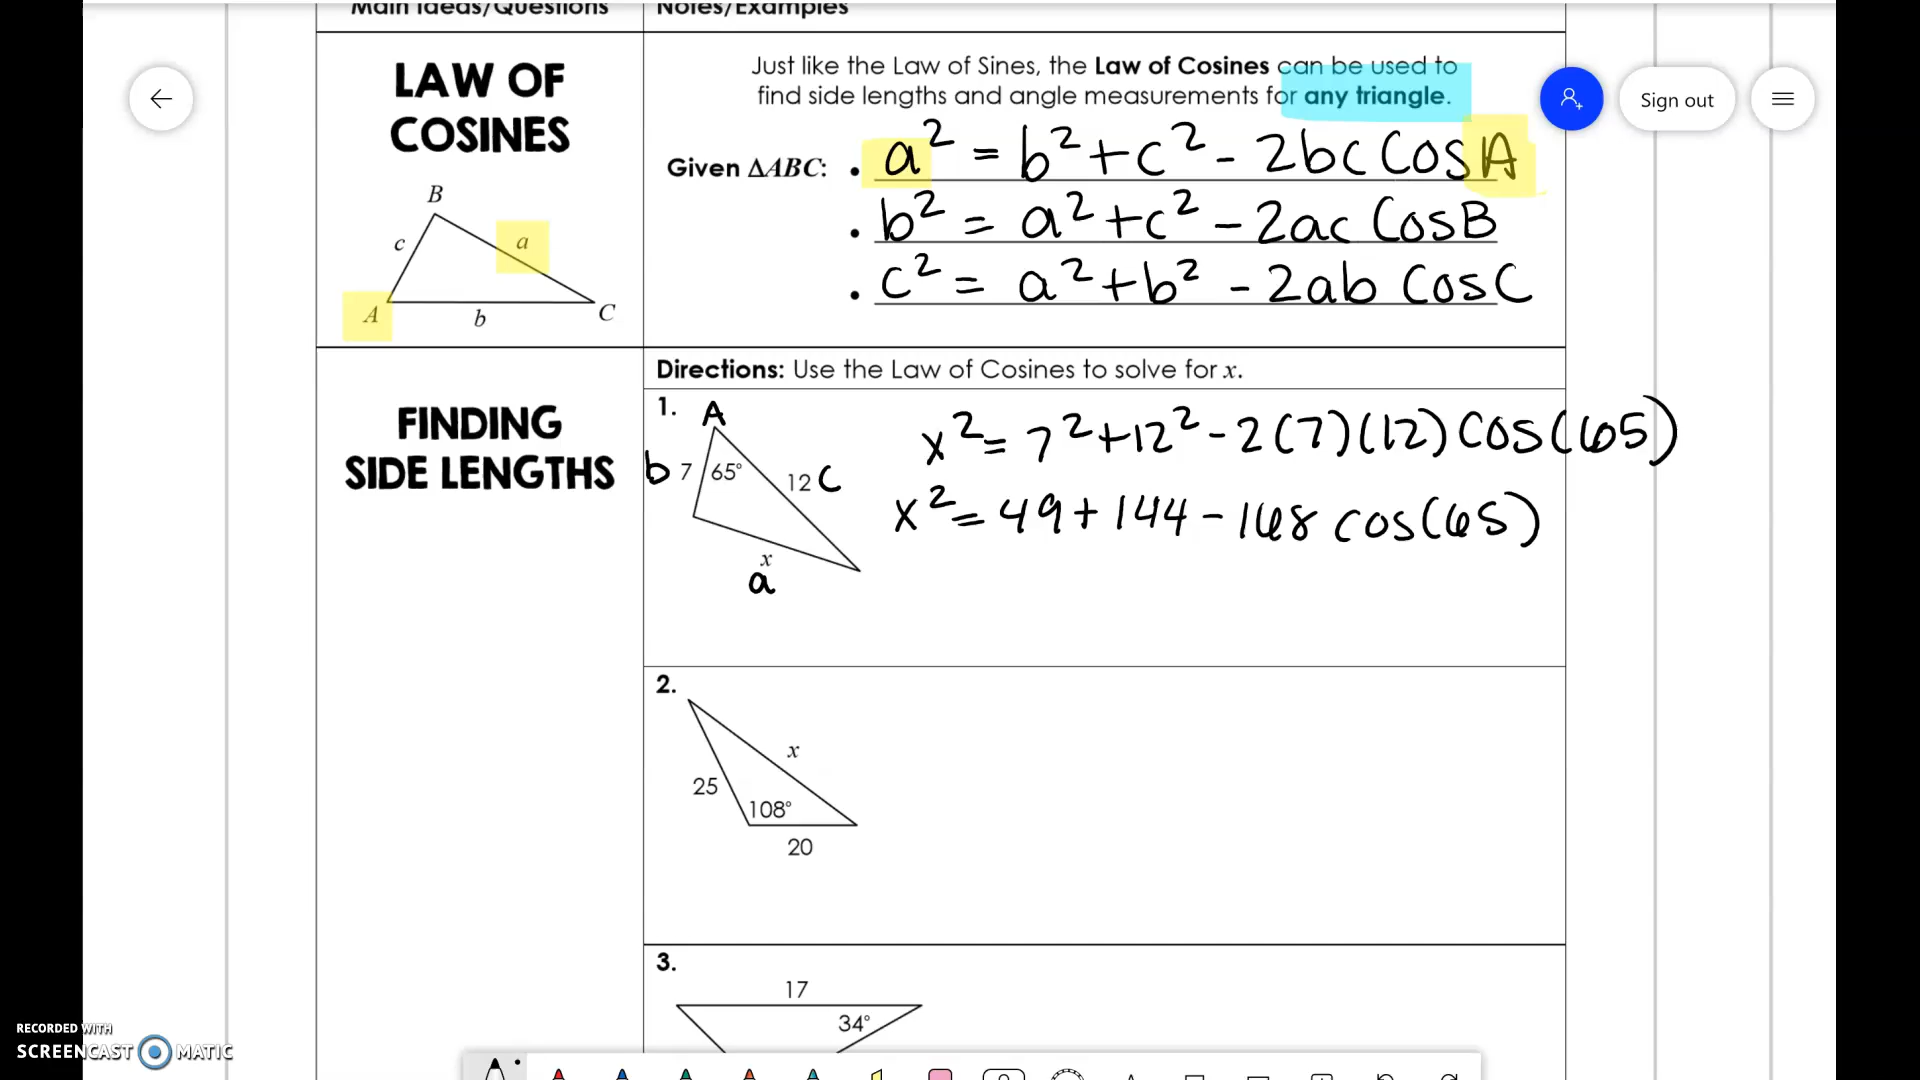 Main Ideas/Questions
Notes/Examples
LAW OF
COSINES
Just like the Law of Sines, the Law of Cosines can be used to
find side lengths and angle measurements for any triangle.
Sign out
Given ΔABC:
• a² = b² + c² - 2bc CosA
• b² = a² + c² - 2ac CosB
• c² = a² + b² - 2ab CosC
B
c
a
A
b
C
Directions: Use the Law of Cosines to solve for x.
FINDING
SIDE LENGTHS
1.
A
b 7
65°
12 c
x
a
x² = 7² + 12² - 2(7)(12) cos(65)
x² = 49 + 144 - 168 cos(65)
2.
x
25
108°
20
3.
17
34°
RECORDED WITH
SCREENCAST MATIC